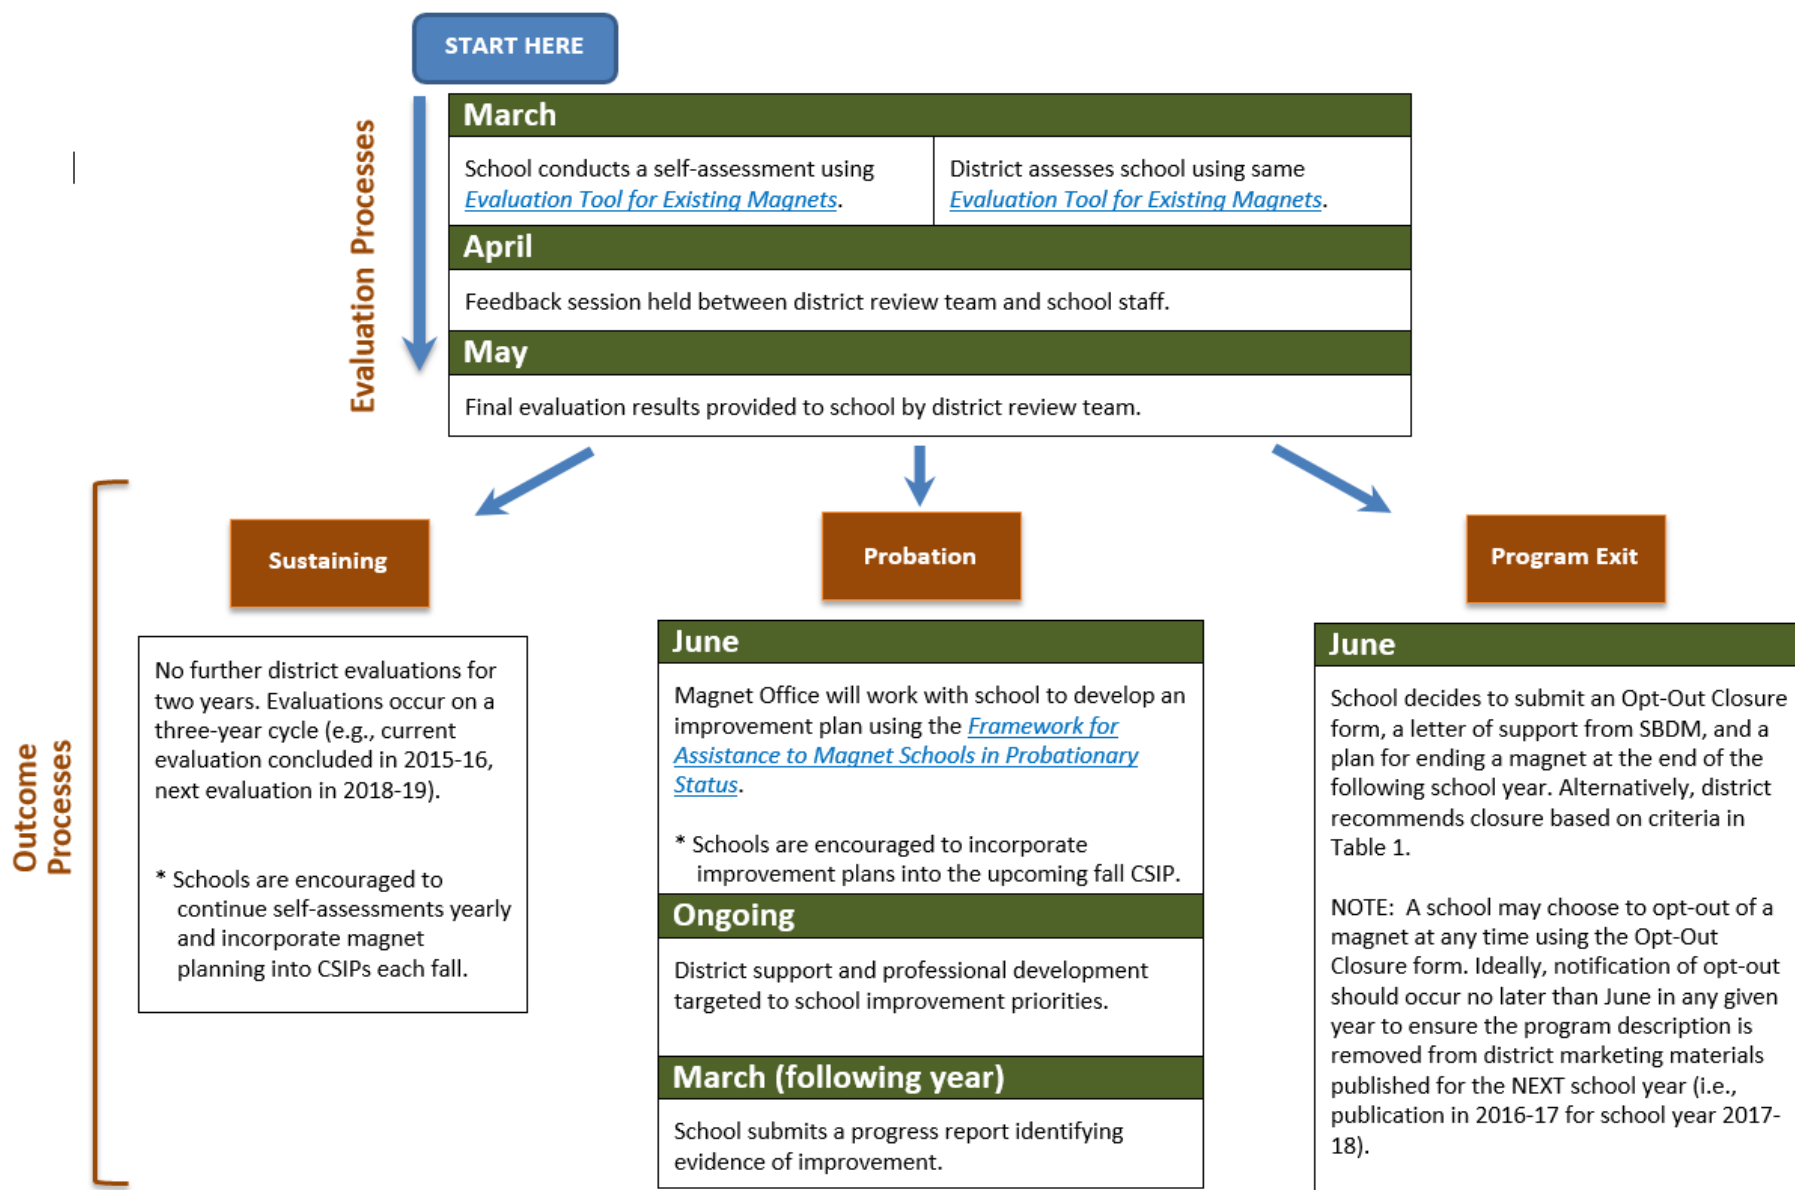 START HERE
Evaluation Processes
March
School conducts a self-assessment using
Evaluation Tool for Existing Magnets.
District assesses school using same
Evaluation Tool for Existing Magnets.
April
Feedback session held between district review team and school staff.
May
Final evaluation results provided to school by district review team.
Outcome
Processes
Sustaining
No further district evaluations for
two years. Evaluations occur on a
three-year cycle (e.g., current
evaluation concluded in 2015-16,
next evaluation in 2018-19).
* Schools are encouraged to
continue self-assessments yearly
and incorporate magnet
planning into CSIPs each fall.
Probation
June
Magnet Office will work with school to develop an
improvement plan using the Framework for
Assistance to Magnet Schools in Probationary
Status.
* Schools are encouraged to incorporate
improvement plans into the upcoming fall CSIP.
Ongoing
District support and professional development
targeted to school improvement priorities.
March (following year)
School submits a progress report identifying
evidence of improvement.
Program Exit
June
School decides to submit an Opt-Out Closure
form, a letter of support from SBDM, and a
plan for ending a magnet at the end of the
following school year. Alternatively, district
recommends closure based on criteria in
Table 1.
NOTE: A school may choose to opt-out of a
magnet at any time using the Opt-Out
Closure form. Ideally, notification of opt-out
should occur no later than June in any given
year to ensure the program description is
removed from district marketing materials
published for the NEXT school year (i.e.,
publication in 2016-17 for school year 2017-
18).